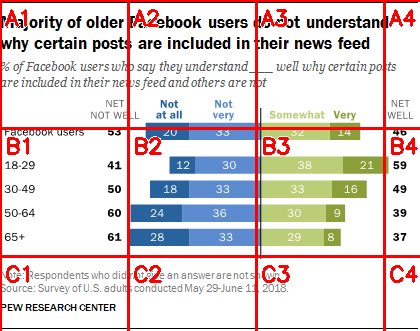 Majority of older Facebook users do not understand
why certain posts are included in their news feed
% of Facebook users who say they understand ___ well why certain posts
are included in their news feed and others are not
NET NOT WELL Not at all Not very Somewhat Very NET WELL
Facebook users 53 20 33 32 14 46
18-29 41 12 30 38 21 59
30-49 50 18 33 33 16 49
50-64 60 24 36 30 9 39
65+ 61 28 33 29 8 37
Note: Respondents who did not give an answer are not shown.
Source: Survey of U.S. adults conducted May 29-June 11, 2018.
PEW RESEARCH CENTER
A1 A2 A3 A4
B1 B2 B3 B4
C1 C2 C3 C4